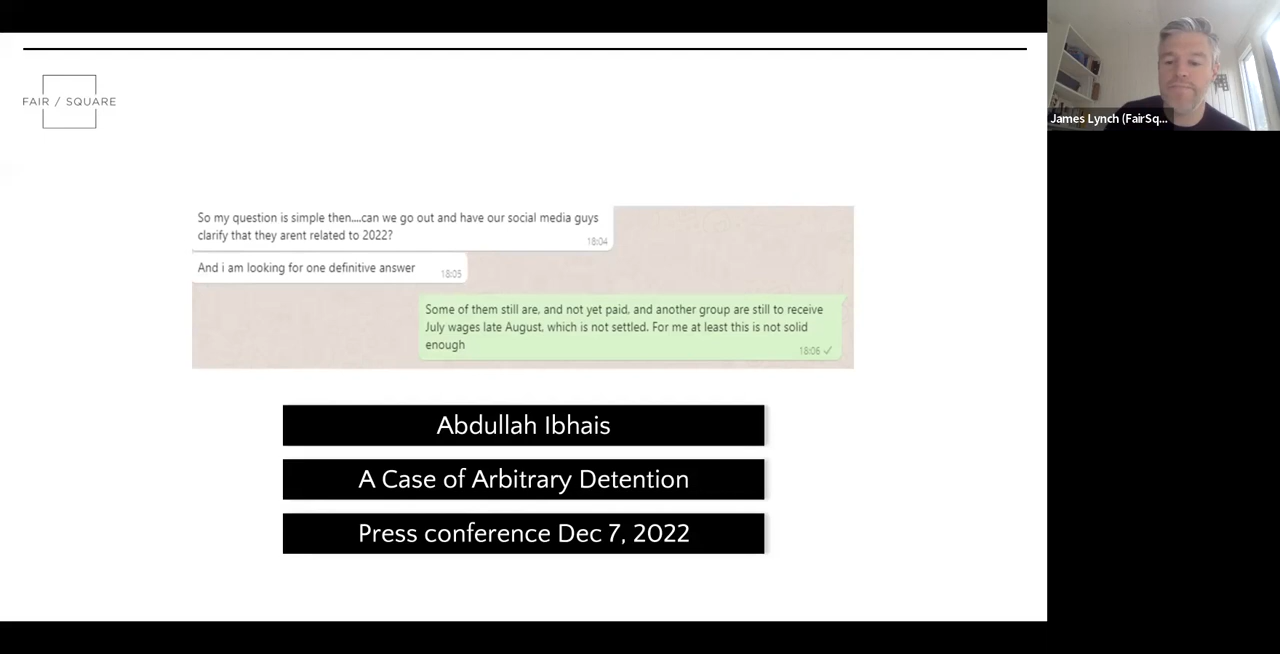 FAIR / SQUARE
James Lynch (FairSq...
So my question is simple then....can we go out and have our social media guys
clarify that they arent related to 2022?
18:04
And i am looking for one definitive answer
18:05
Some of them still are, and not yet paid, and another group are still to receive
July wages late August, which is not settled. For me at least this is not solid
enough
18:06
Abdullah Ibhais
A Case of Arbitrary Detention
Press conference Dec 7, 2022